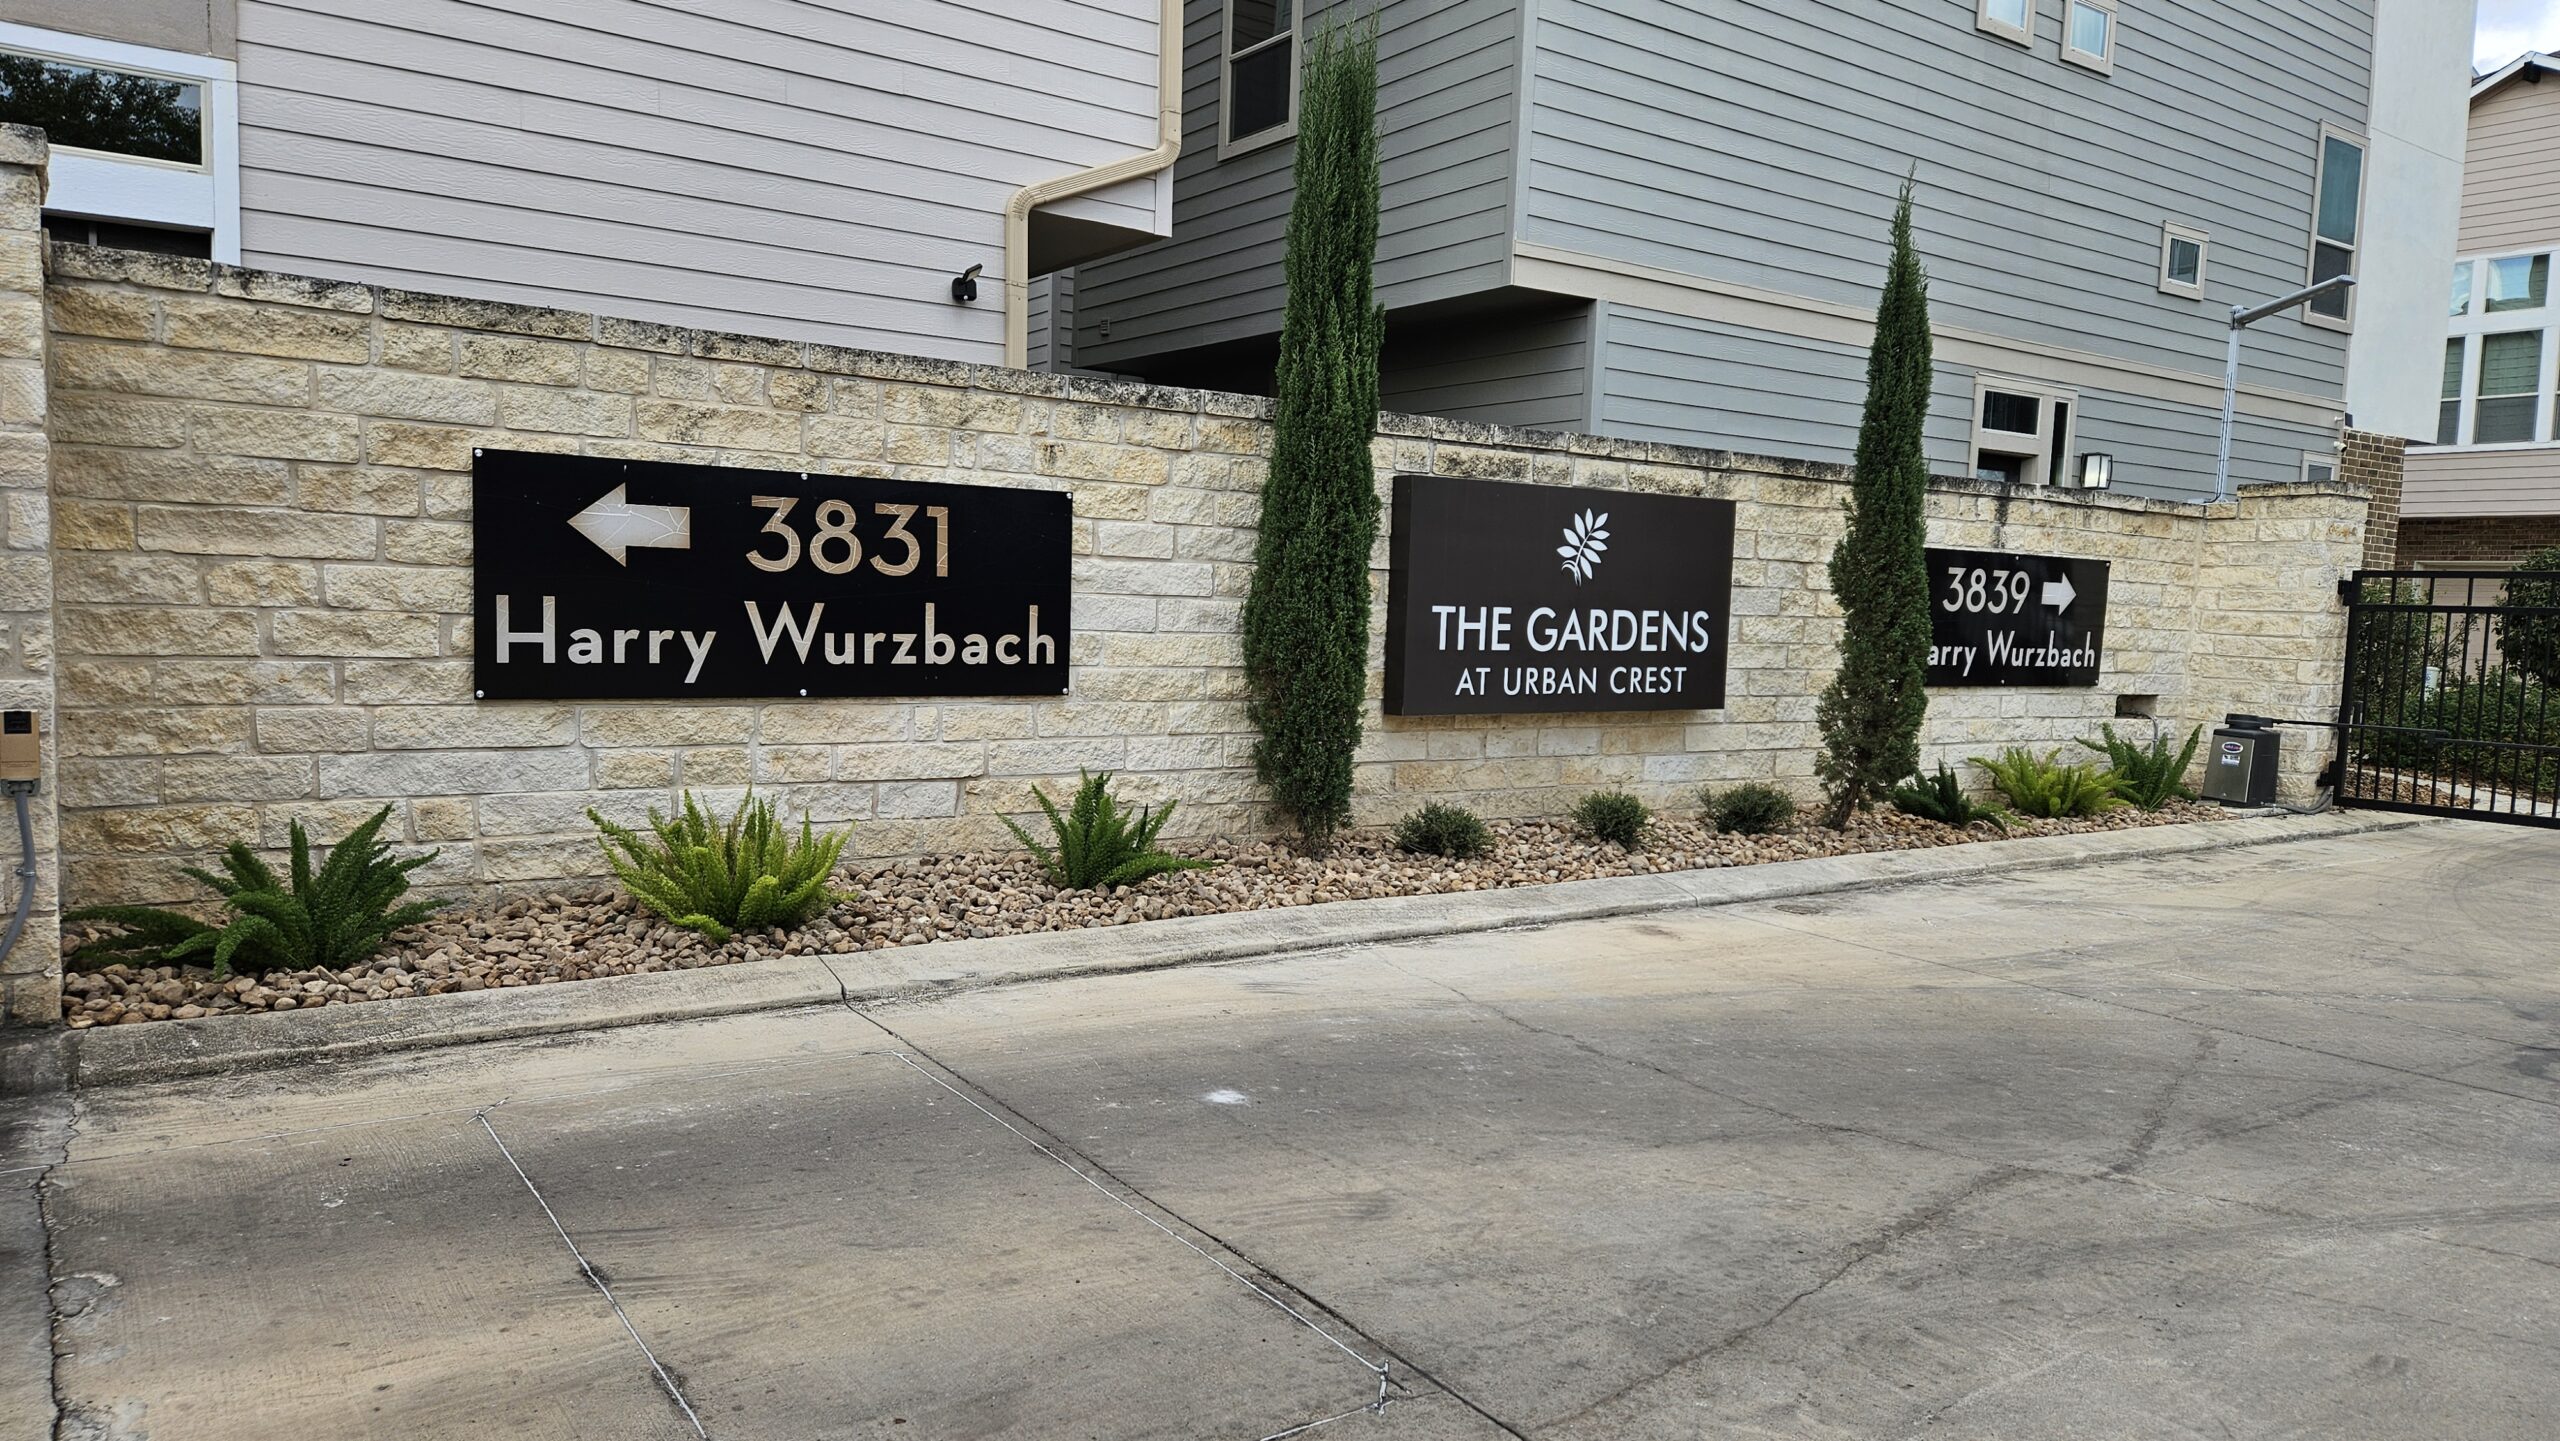 3831
Harry Wurzbach
THE GARDENS
AT URBAN CREST
3839
arry Wurzbach